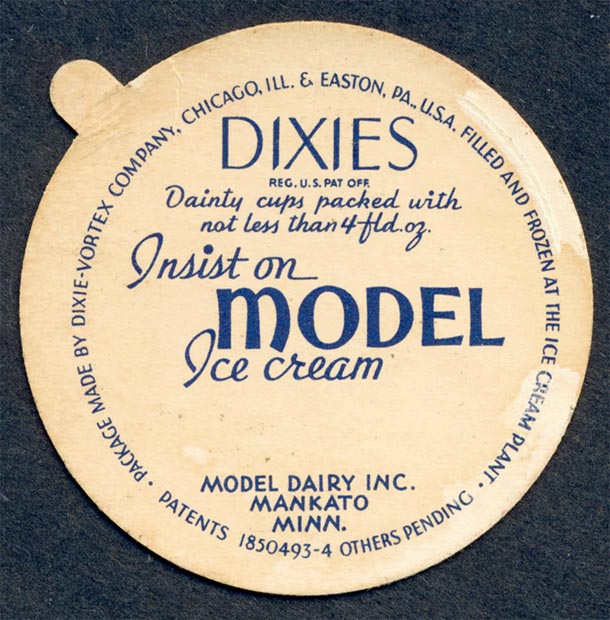 • PACKAGE MADE BY DIXIE-VORTEX COMPANY, CHICAGO, ILL. & EASTON, PA., U.S.A. FILLED AND FROZEN AT THE ICE CREAM PLANT •
DIXIES
REG. U.S. PAT OFF.
Dainty cups packed with
not less than 4 fld. oz.
Insist on
MODEL
Ice cream
MODEL DAIRY INC.
MANKATO
MINN.
PATENTS 1850493-4 OTHERS PENDING